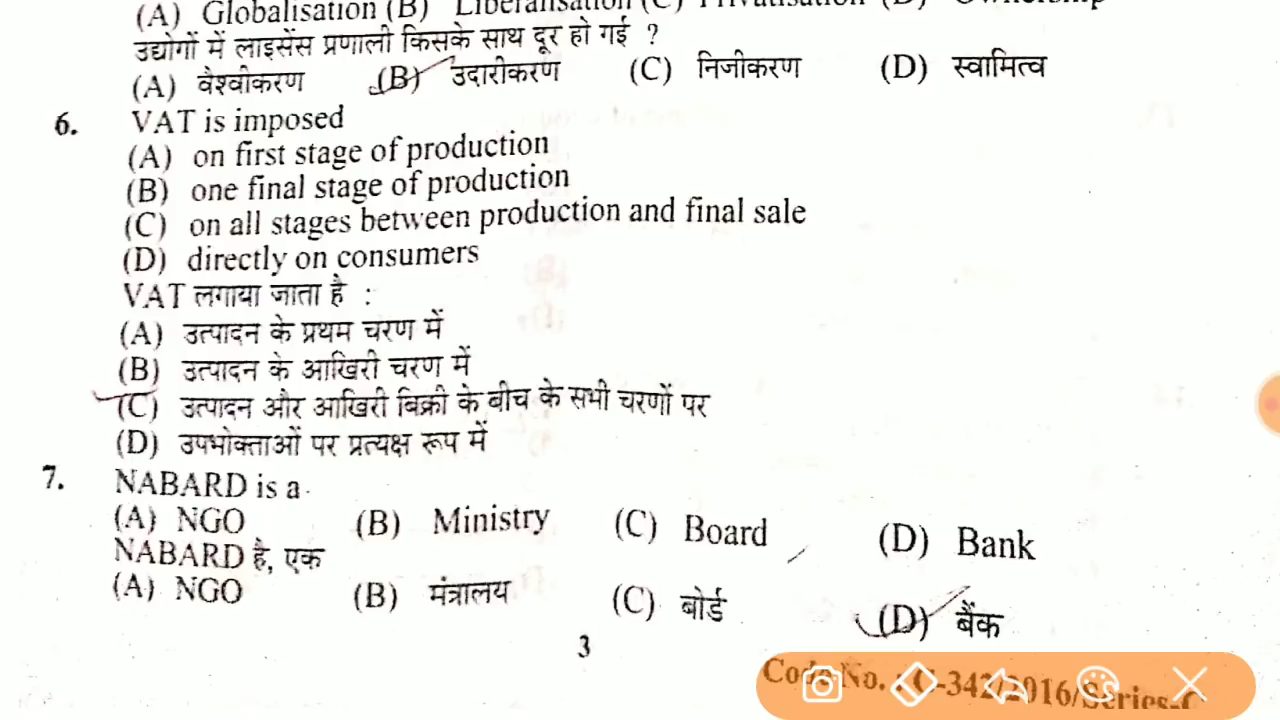 (A) Globalisation (B) Liberalisation (C) Privatisation (D) Ownership
उद्योगों में लाइसेंस प्रणाली किसके साथ दूर हो गई ?
(A) वैश्वीकरण (B) उदारीकरण (C) निजीकरण (D) स्वामित्व
6. VAT is imposed
(A) on first stage of production
(B) one final stage of production
(C) on all stages between production and final sale
(D) directly on consumers
VAT लगाया जाता है :
(A) उत्पादन के प्रथम चरण में
(B) उत्पादन के आखिरी चरण में
(C) उत्पादन और आखिरी बिक्री के बीच के सभी चरणों पर
(D) उपभोक्ताओं पर प्रत्यक्ष रूप में
7. NABARD is a
(A) NGO (B) Ministry (C) Board (D) Bank
NABARD है, एक
(A) NGO (B) मंत्रालय (C) बोर्ड (D) बैंक
3
Code No. : C-342/2016/Series-C